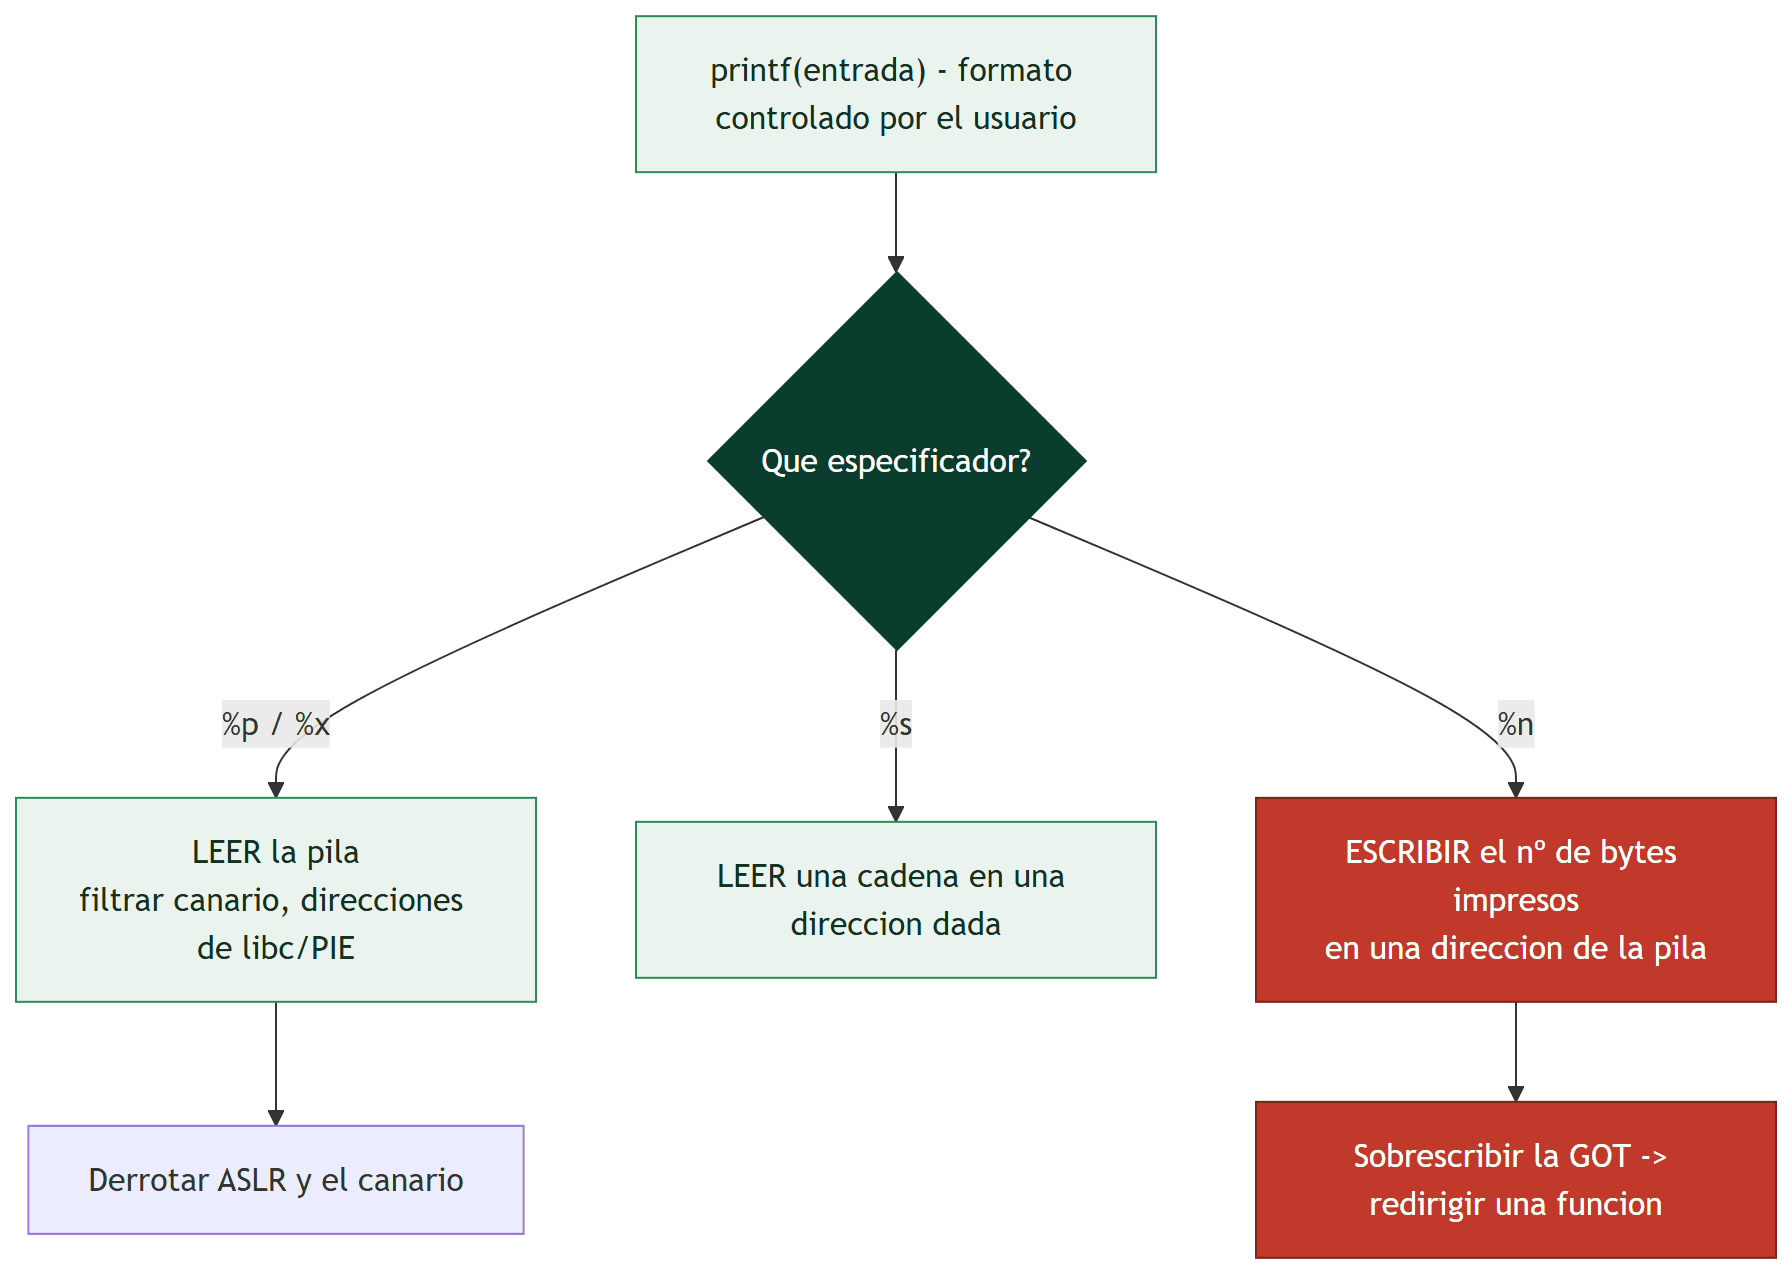 printf(entrada) - formato
controlado por el usuario
Que especificador?
%p / %x
%s
%n
LEER la pila
filtrar canario, direcciones
de libc/PIE
LEER una cadena en una
direccion dada
ESCRIBIR el nº de bytes
impresos
en una direccion de la pila
Derrotar ASLR y el canario
Sobrescribir la GOT ->
redirigir una funcion